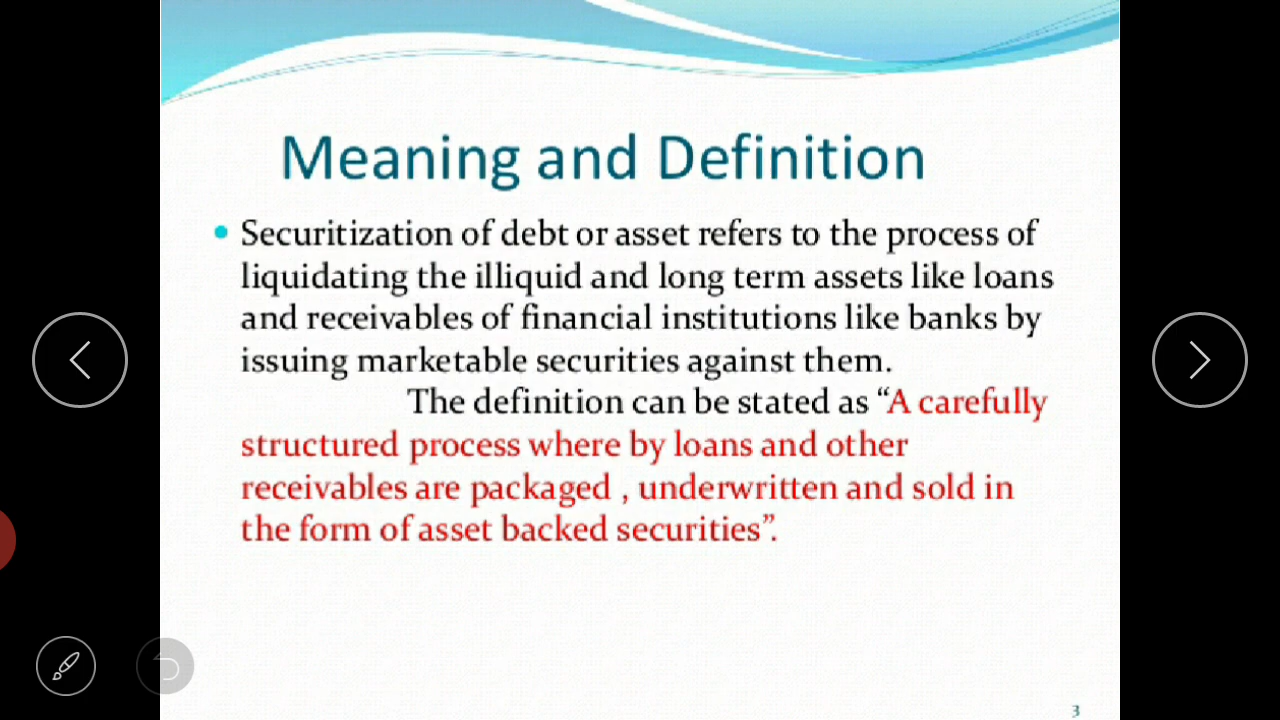 Meaning and Definition
Securitization of debt or asset refers to the process of
liquidating the illiquid and long term assets like loans
and receivables of financial institutions like banks by
issuing marketable securities against them.
The definition can be stated as “A carefully
structured process where by loans and other
receivables are packaged , underwritten and sold in
the form of asset backed securities”.
3